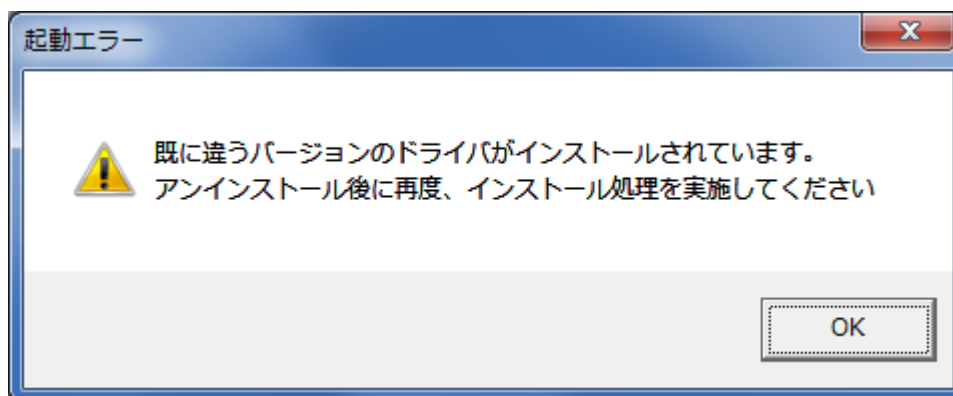 起動エラー
既に違うバージョンのドライバがインストールされています。
アンインストール後に再度、インストール処理を実施してください
OK